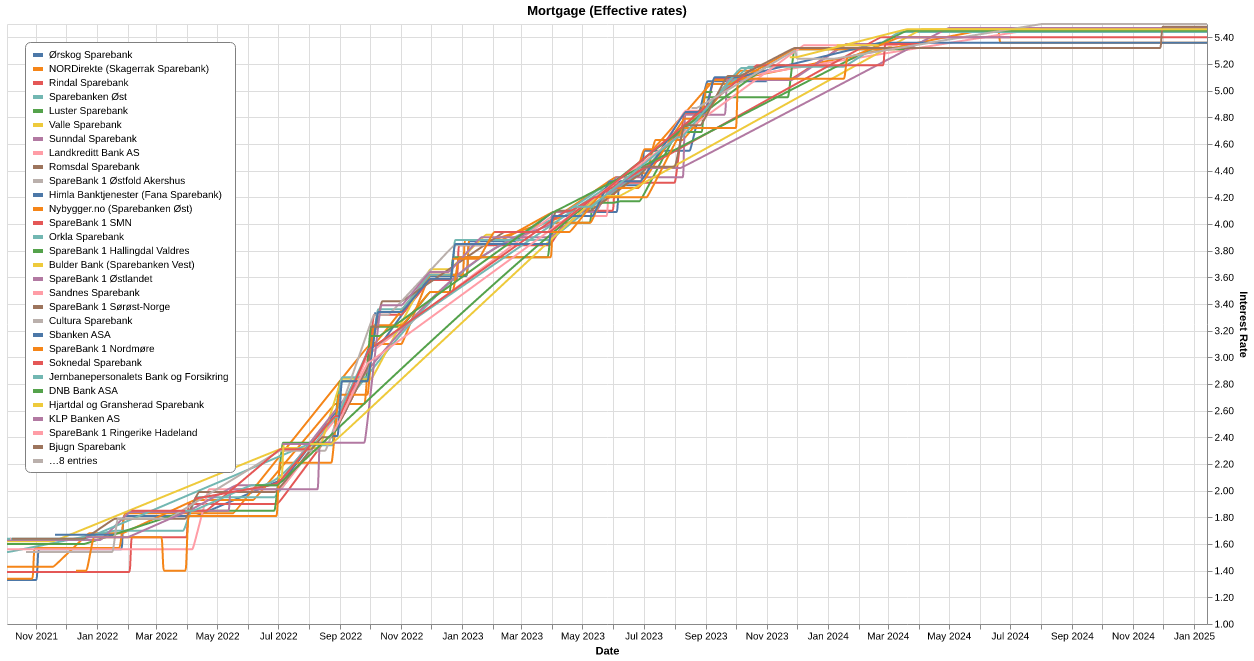 Mortgage (Effective rates)
Ørskog Sparebank
NORDirekte (Skagerrak Sparebank)
Rindal Sparebank
Sparebanken Øst
Luster Sparebank
Valle Sparebank
Sunndal Sparebank
Landkreditt Bank AS
Romsdal Sparebank
SpareBank 1 Østfold Akershus
Himla Banktjenester (Fana Sparebank)
Nybygger.no (Sparebanken Øst)
SpareBank 1 SMN
Orkla Sparebank
SpareBank 1 Hallingdal Valdres
Bulder Bank (Sparebanken Vest)
SpareBank 1 Østlandet
Sandnes Sparebank
SpareBank 1 Sørøst-Norge
Cultura Sparebank
Sbanken ASA
SpareBank 1 Nordmøre
Soknedal Sparebank
Jernbanepersonalets Bank og Forsikring
DNB Bank ASA
Hjartdal og Gransherad Sparebank
KLP Banken AS
SpareBank 1 Ringerike Hadeland
Bjugn Sparebank
…8 entries
5.40
5.20
5.00
4.80
4.60
4.40
4.20
4.00
3.80
3.60
3.40
3.20
3.00
2.80
2.60
2.40
2.20
2.00
1.80
1.60
1.40
1.20
1.00
Interest Rate
Nov 2021 Jan 2022 Mar 2022 May 2022 Jul 2022 Sep 2022 Nov 2022 Jan 2023 Mar 2023 May 2023 Jul 2023 Sep 2023 Nov 2023 Jan 2024 Mar 2024 May 2024 Jul 2024 Sep 2024 Nov 2024 Jan 2025
Date